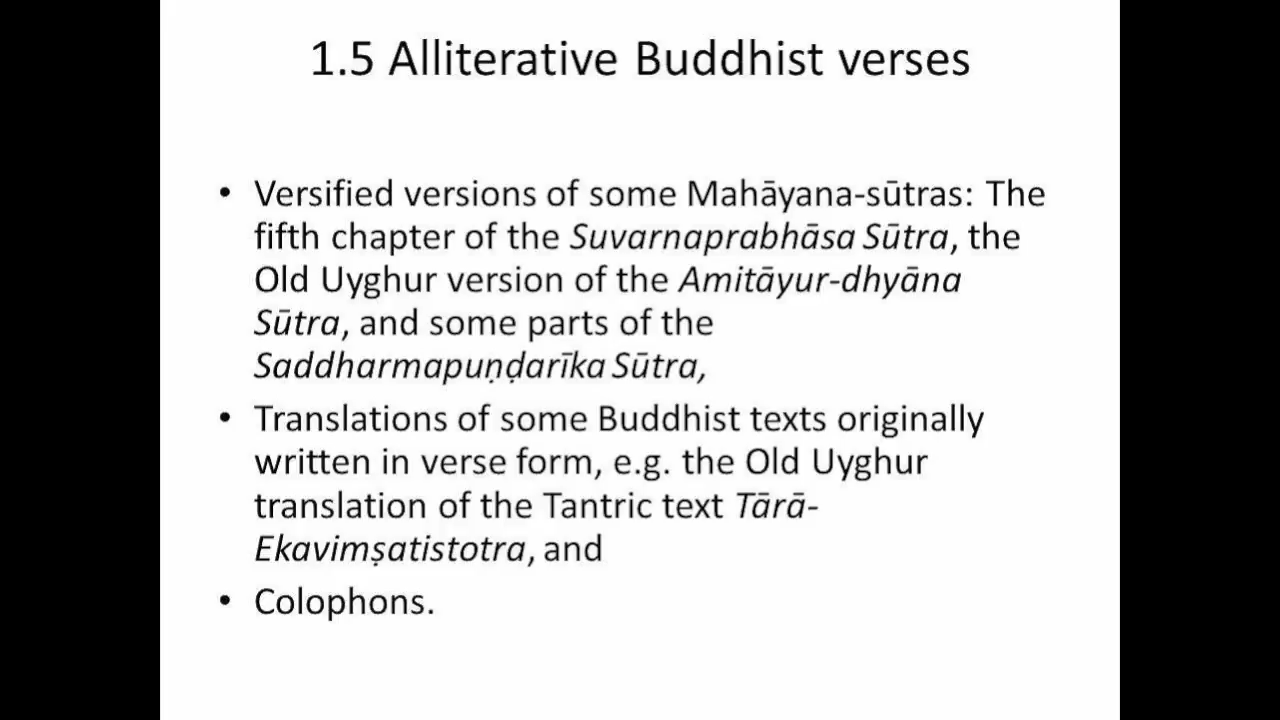 1.5 Alliterative Buddhist verses
• Versified versions of some Mahāyana-sūtras: The
fifth chapter of the Suvarnaprabhāsa Sūtra, the
Old Uyghur version of the Amitāyur-dhyāna
Sūtra, and some parts of the
Saddharmapuṇḍarīka Sūtra,
• Translations of some Buddhist texts originally
written in verse form, e.g. the Old Uyghur
translation of the Tantric text Tārā-
Ekavimṣatistotra, and
• Colophons.